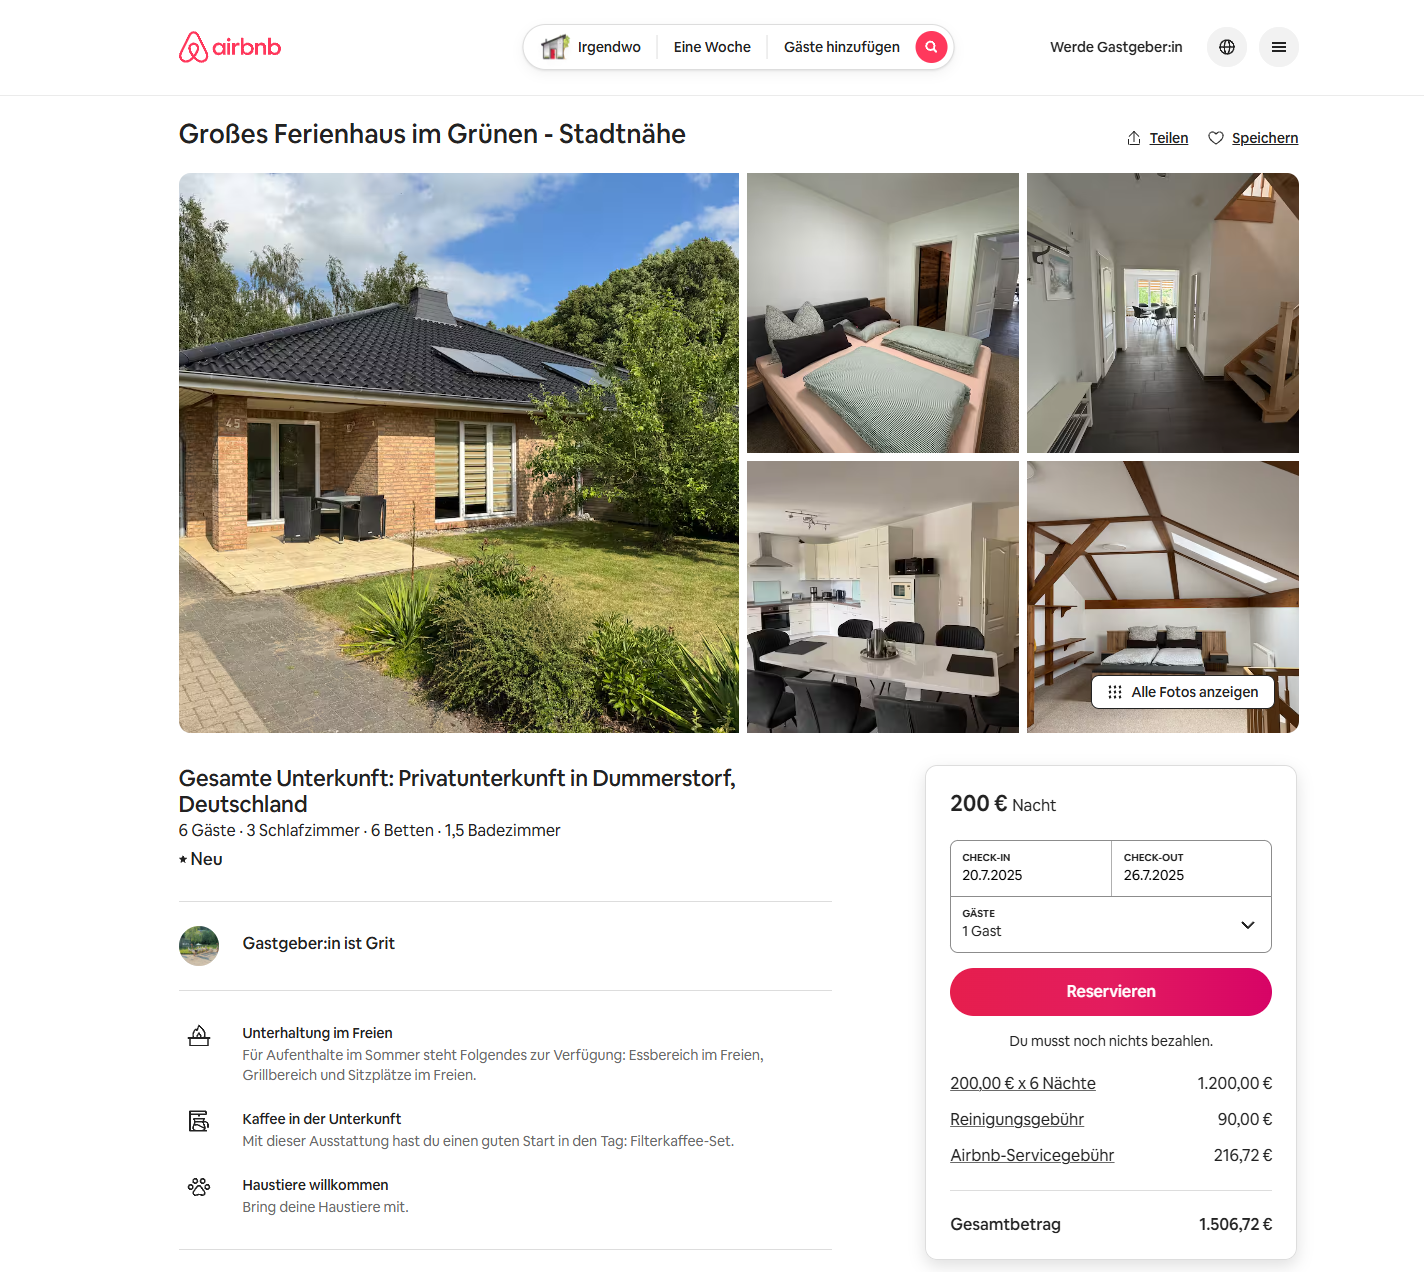 airbnb
Irgendwo
Eine Woche
Gäste hinzufügen
Werde Gastgeber:in
Großes Ferienhaus im Grünen - Stadtnähe
Teilen
Speichern
45
Alle Fotos anzeigen
Gesamte Unterkunft: Privatunterkunft in Dummerstorf,
Deutschland
6 Gäste · 3 Schlafzimmer · 6 Betten · 1,5 Badezimmer
Neu
Gastgeber:in ist Grit
Unterhaltung im Freien
Für Aufenthalte im Sommer steht Folgendes zur Verfügung: Essbereich im Freien,
Grillbereich und Sitzplätze im Freien.
Kaffee in der Unterkunft
Mit dieser Ausstattung hast du einen guten Start in den Tag: Filterkaffee-Set.
Haustiere willkommen
Bring deine Haustiere mit.
200 € Nacht
CHECK-IN
20.7.2025
CHECK-OUT
26.7.2025
GÄSTE
1 Gast
Reservieren
Du musst noch nichts bezahlen.
200,00 € x 6 Nächte 1.200,00 €
Reinigungsgebühr 90,00 €
Airbnb-Servicegebühr 216,72 €
Gesamtbetrag 1.506,72 €